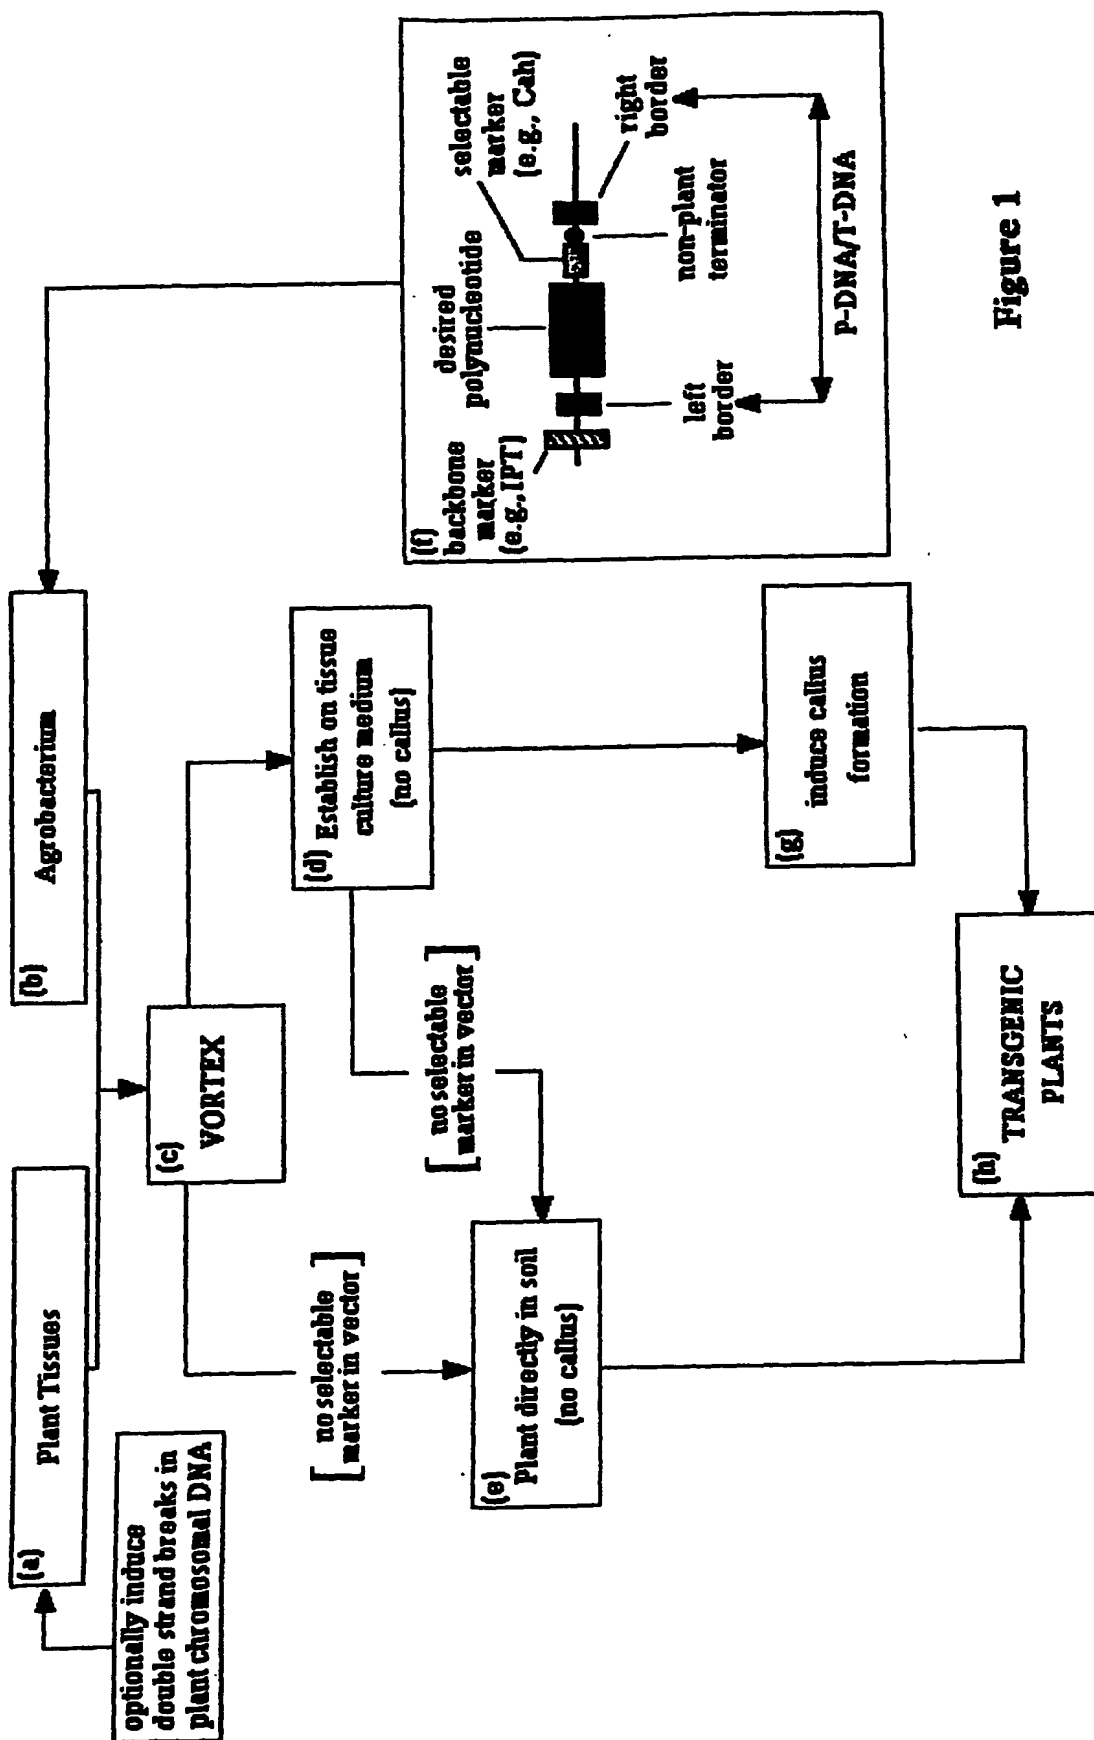 optionally induce
double strand breaks in
plant chromosomal DNA
(a)
Plant Tissues
(b)
Agrobacterium
(c)
VORTEX
[no selectable
marker in vector]
(d) Establish on tissue
culture medium
(no callus)
[no selectable
marker in vector]
(e)
Plant directly in soil
(no callus)
(f)
backbone
marker
(e.g., IPT)
desired
polynucleotide
selectable
marker
(e.g., Cah)
left
border
non-plant
terminator
right
border
P-DNA/T-DNA
(g)
induce callus
formation
(h)
TRANSGENIC
PLANTS
Figure 1